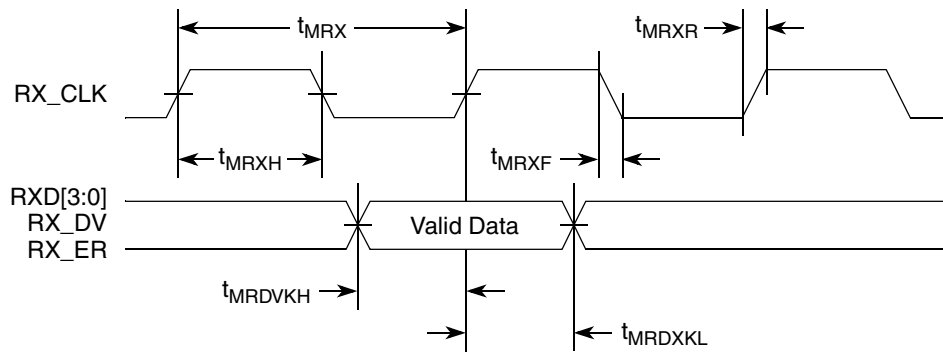 tMRX
tMRXR
RX_CLK
tMRXH
tMRXF
RXD[3:0]
RX_DV
Valid Data
RX_ER
tMRDVKH
tMRDXKL